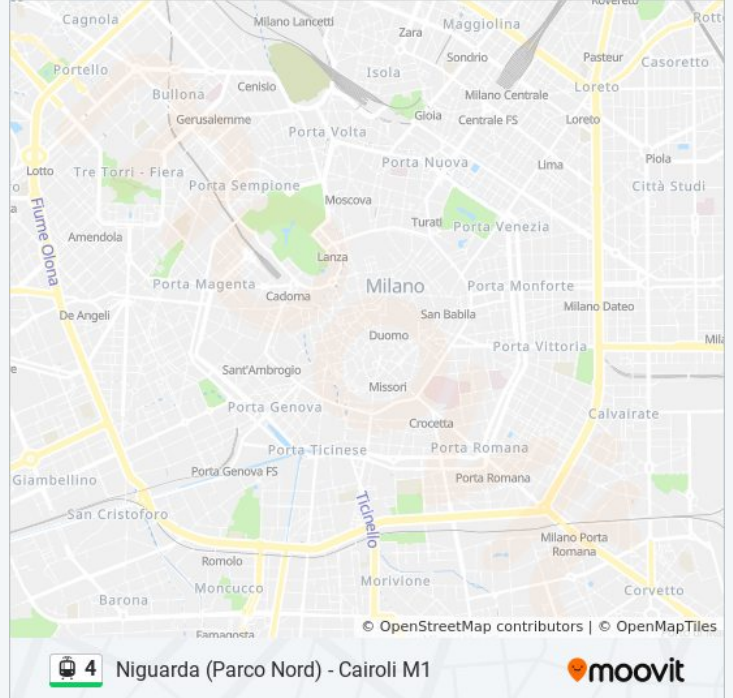 Rovereto
Cagnola
Milano Lancetti
Maggiolina
Zara
Sondrio
Pasteur
Casoretto
Portello
Isola
Bullona
Cenisio
Milano Centrale
Loreto
Gerusalemme
Gioia
Centrale FS
Loreto
Porta Volta
Lotto
Tre Torri - Fiera
Porta Nuova
Lima
Piola
Porta Sempione
Città Studi
Moscova
Fiume Olona
Turati
Porta Venezia
Amendola
Lanza
Porta Magenta
Cadorna
Milano
Porta Monforte
De Angeli
San Babila
Milano Dateo
Duomo
Porta Vittoria
Sant'Ambrogio
Missori
Porta Genova
Crocetta
Calvairate
Porta Ticinese
Porta Romana
Giambellino
Porta Genova FS
Porta Romana
San Cristoforo
Ticinello
Milano Porta
Romana
Romolo
Moncucco
Morivione
Corvetto
Barona
Famagosta
© OpenStreetMap contributors | © OpenMapTiles
4 Niguarda (Parco Nord) - Cairoli M1
moovit